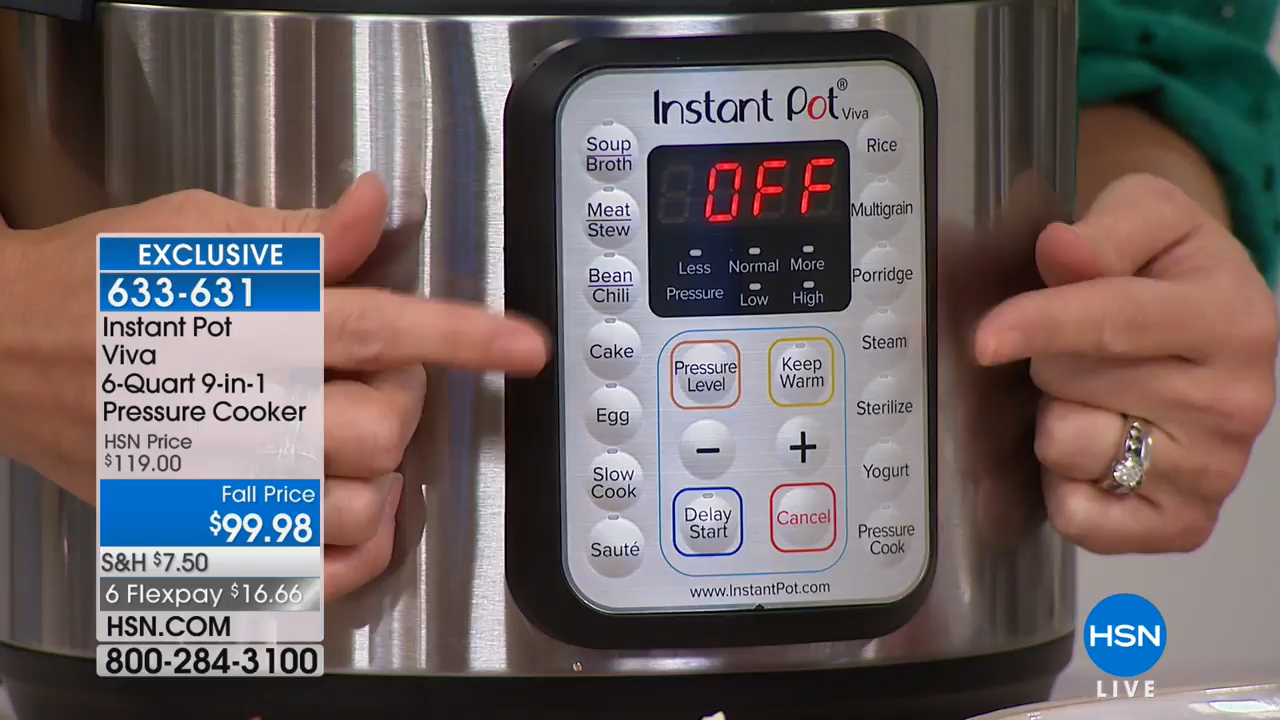 EXCLUSIVE
633-631
Instant Pot
Viva
6-Quart 9-in-1
Pressure Cooker
HSN Price
$119.00
Fall Price
$99.98
S&H $7.50
6 Flexpay $16.66
HSN.COM
800-284-3100
Instant Pot® Viva
OFF
Less Normal More
Pressure Low High
Soup
Broth
Meat
Stew
Bean
Chili
Cake
Egg
Slow
Cook
Sauté
Pressure
Level
Keep
Warm
- +
Delay
Start
Cancel
Rice
Multigrain
Porridge
Steam
Sterilize
Yogurt
Pressure
Cook
www.InstantPot.com
HSN
LIVE